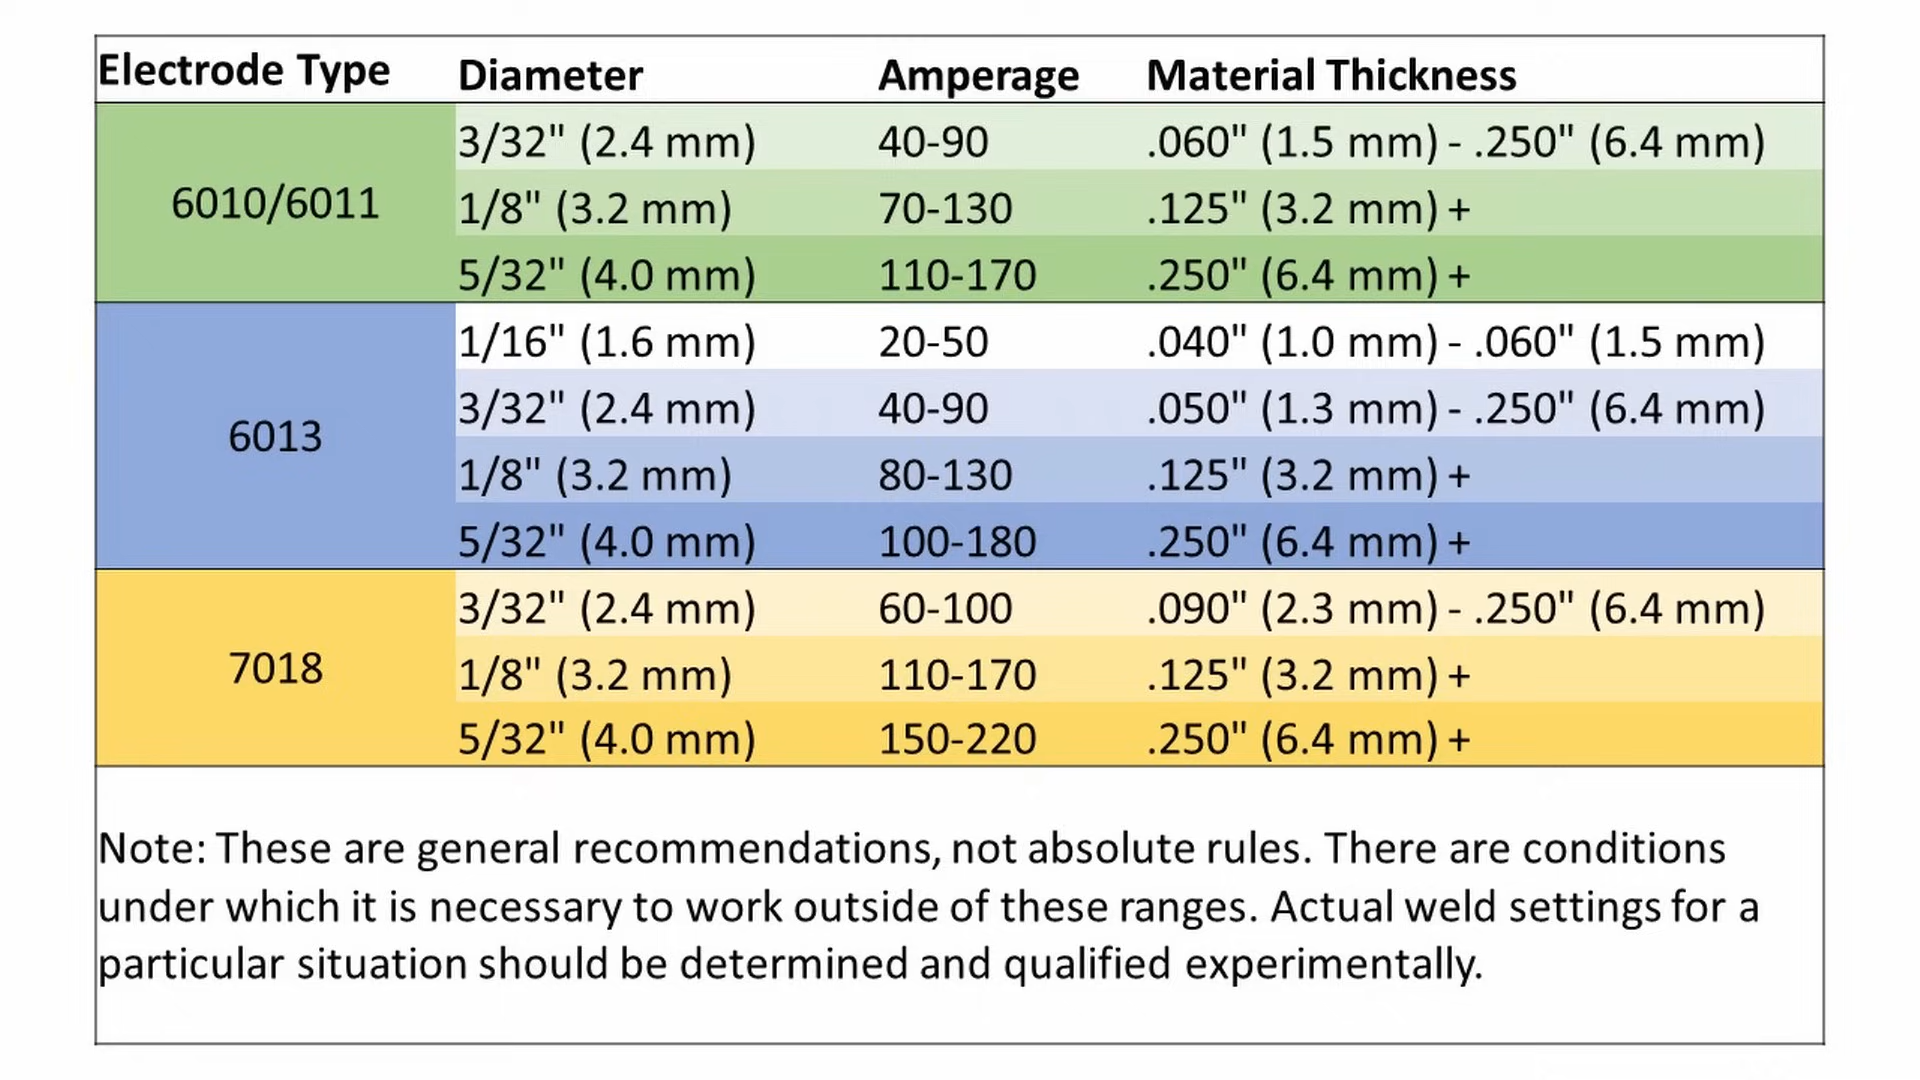 Electrode Type Diameter Amperage Material Thickness
6010/6011
3/32" (2.4 mm) 40-90 .060" (1.5 mm) - .250" (6.4 mm)
1/8" (3.2 mm) 70-130 .125" (3.2 mm) +
5/32" (4.0 mm) 110-170 .250" (6.4 mm) +
6013
1/16" (1.6 mm) 20-50 .040" (1.0 mm) - .060" (1.5 mm)
3/32" (2.4 mm) 40-90 .050" (1.3 mm) - .250" (6.4 mm)
1/8" (3.2 mm) 80-130 .125" (3.2 mm) +
5/32" (4.0 mm) 100-180 .250" (6.4 mm) +
7018
3/32" (2.4 mm) 60-100 .090" (2.3 mm) - .250" (6.4 mm)
1/8" (3.2 mm) 110-170 .125" (3.2 mm) +
5/32" (4.0 mm) 150-220 .250" (6.4 mm) +
Note: These are general recommendations, not absolute rules. There are conditions
under which it is necessary to work outside of these ranges. Actual weld settings for a
particular situation should be determined and qualified experimentally.